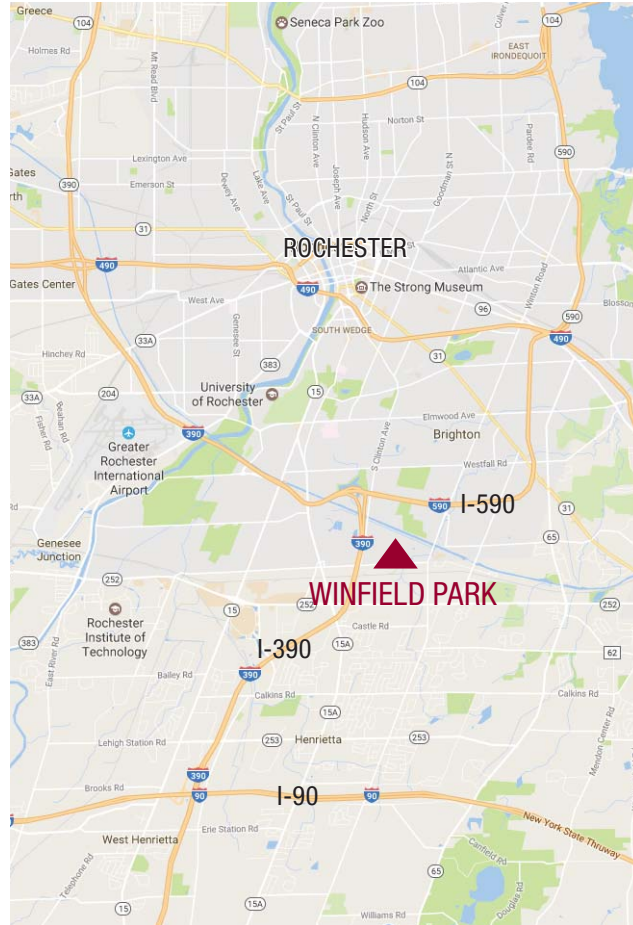 Greece
104
Seneca Park Zoo
Culver
Holmes Rd
Mt Read Blvd
EAST
IRONDEQUOIT
104
104
St Paul St
N Clinton Ave
Hudson Ave
Norton St
590
Pardee Rd
Lexington Ave
Gates
Emerson St
390
Dewey Ave
Lake Ave
Joseph Ave
Goodman St N
590
rth
St Paul St
North St
31
ROCHESTER
St
490
Atlantic Ave
Gates Center
490
The Strong Museum
Winton Road
West Ave
96
Blosso
590
Genesee St
SOUTH WEDGE
33A
490
Hinchey Rd
383
31
University
of Rochester
15
33A
204
Beahan Rd
Fisher Rd
Elmwood Ave
390
Brighton
Greater
Rochester
International
Airport
S Clinton Ave
Westfall Rd
Rd
590
I-590
31
Genesee
Junction
390
65
252
WINFIELD PARK
252
252
15
Rochester
Institute of
Technology
Castle Rd
383
15A
East River Rd
I-390
62
Bailey Rd
390
Calkins Rd
Calkins Rd
15A
Lehigh Station Rd
253
Henrietta
253
Mendon Center Rd
390
Brooks Rd
90
I-90
90
New York State Thruway
West Henrietta
Erie Station Rd
Canfield Rd
65
Telephone Rd
Douglas Rd
15A
15
Williams Rd